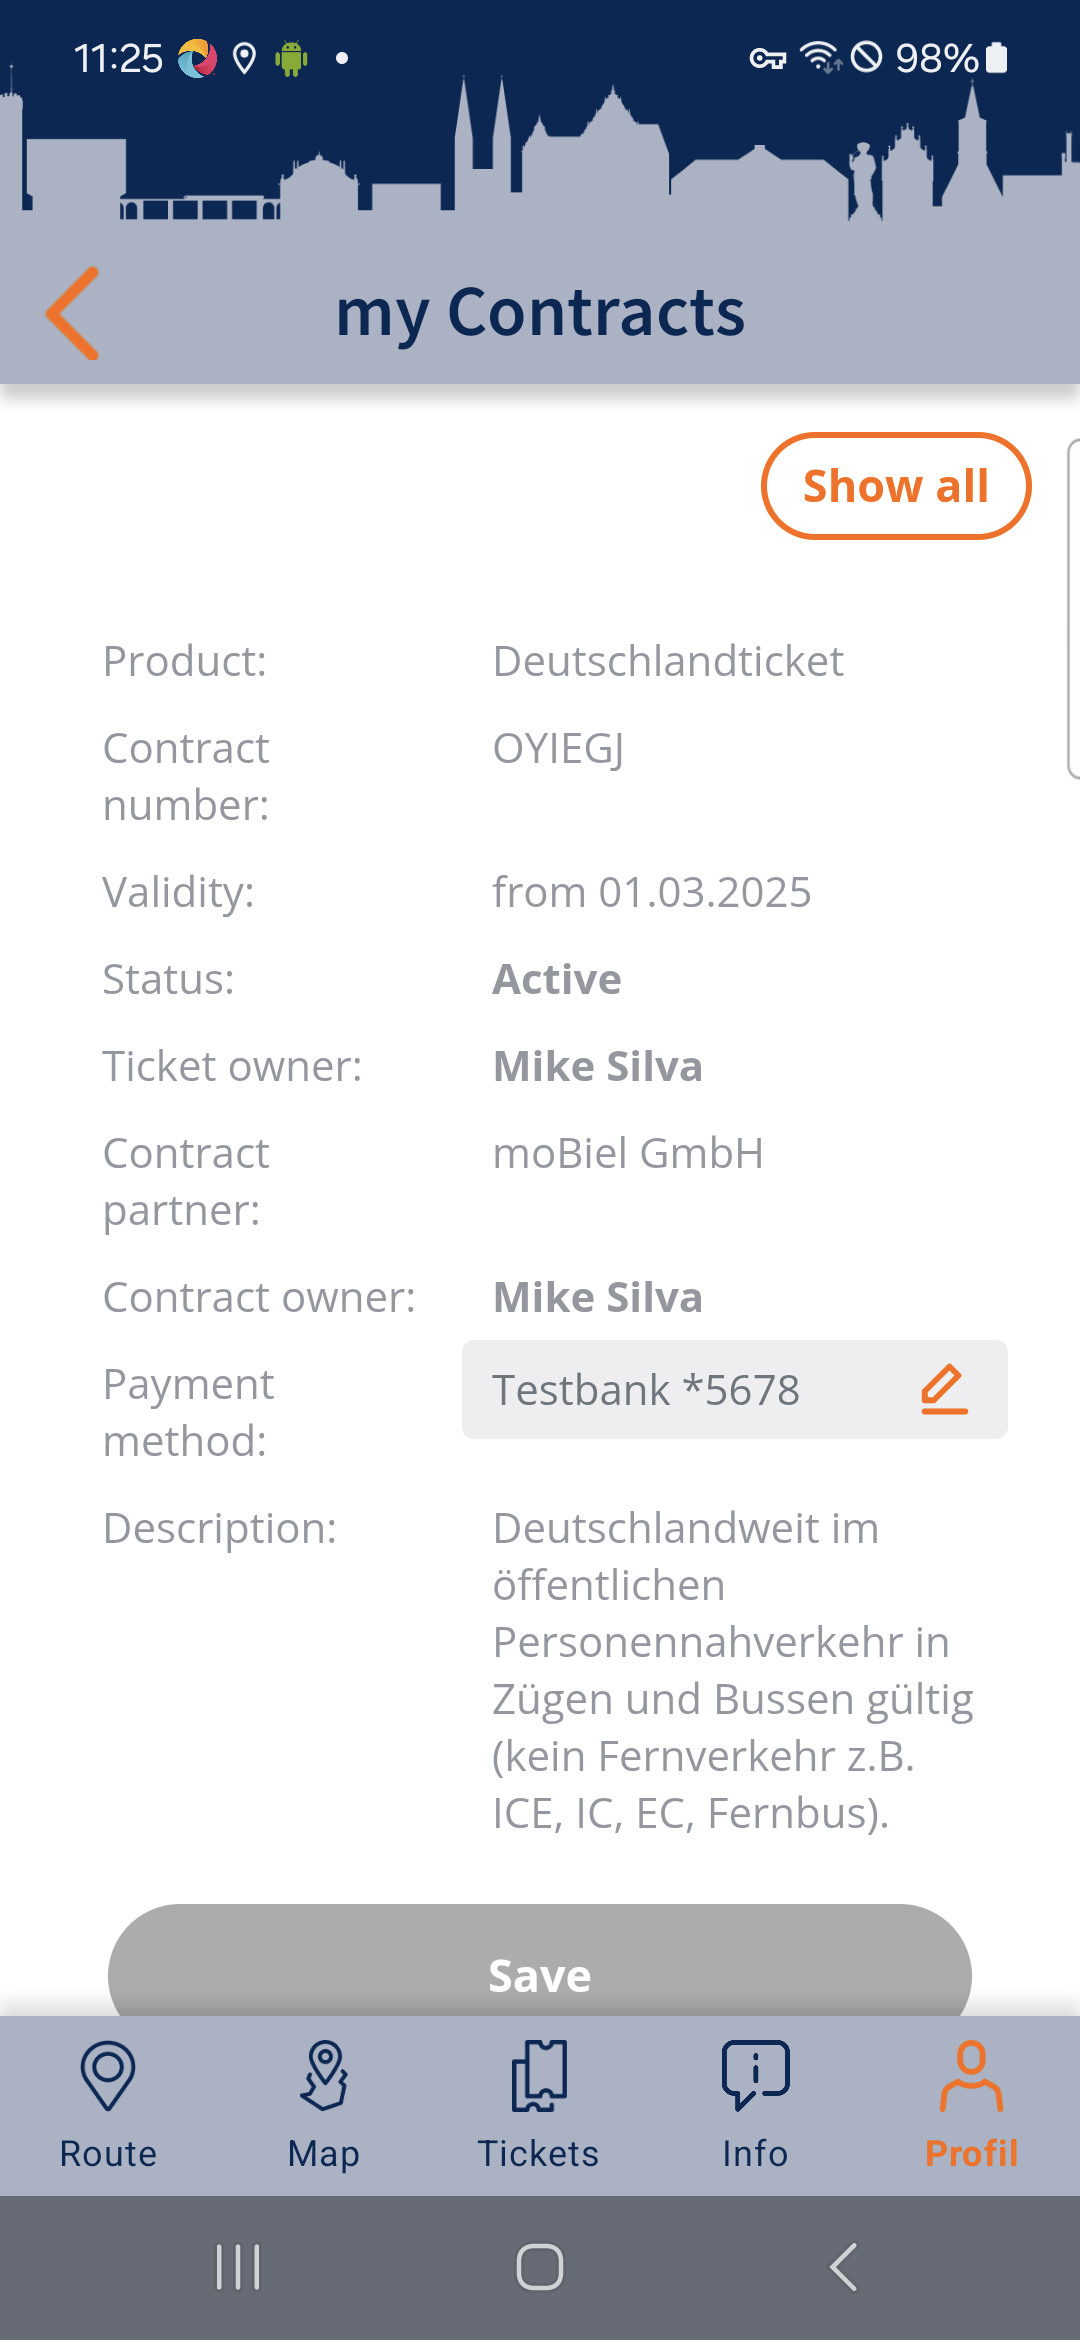 11:25
98%
my Contracts
Show all
Product: Deutschlandticket
Contract OYIEGJ
number:
Validity: from 01.03.2025
Status: Active
Ticket owner: Mike Silva
Contract moBiel GmbH
partner:
Contract owner: Mike Silva
Payment Testbank *5678
method:
Description: Deutschlandweit im
öffentlichen
Personennahverkehr in
Zügen und Bussen gültig
(kein Fernverkehr z.B.
ICE, IC, EC, Fernbus).
Save
Route Map Tickets Info Profil